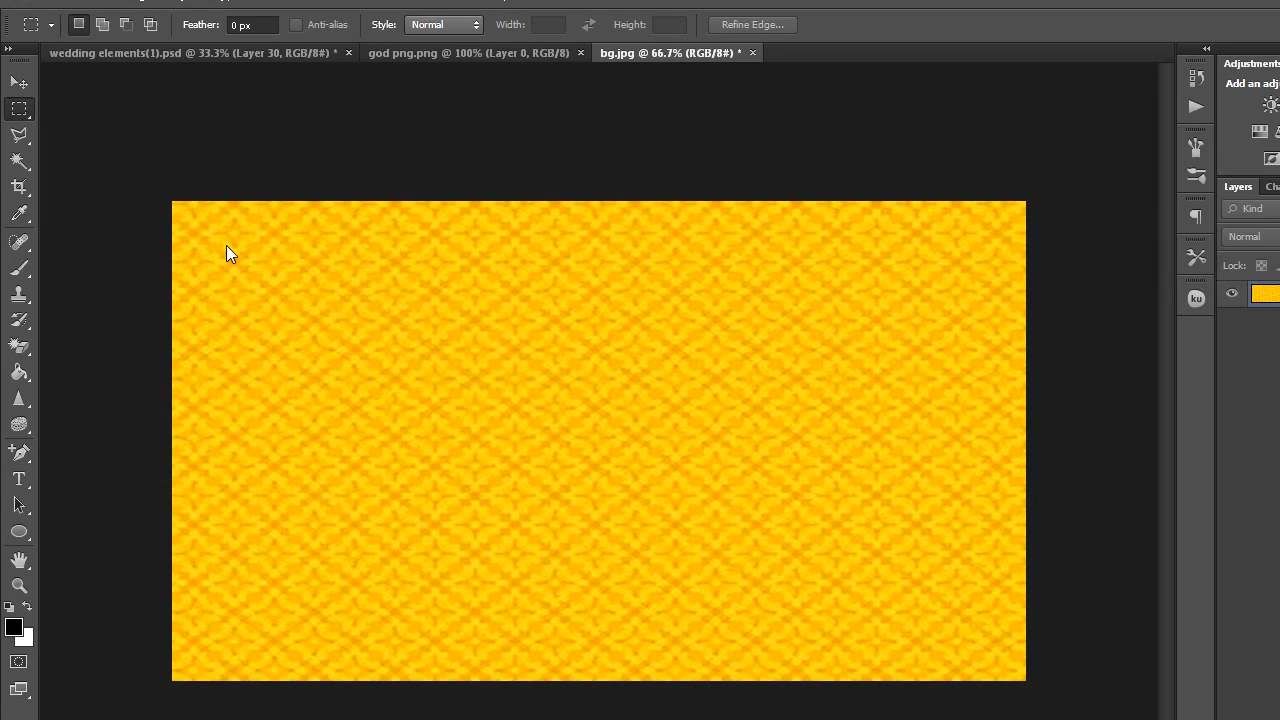 Feather: 0 px Anti-alias Style: Normal Width: Height: Refine Edge...
wedding elements(1).psd @ 33.3% (Layer 30, RGB/8#) * × god png.png @ 100% (Layer 0, RGB/8) × bg.jpg @ 66.7% (RGB/8#) * ×
Adjustments
Add an adj
Layers Cha
Kind
Normal
Lock:
ku
T